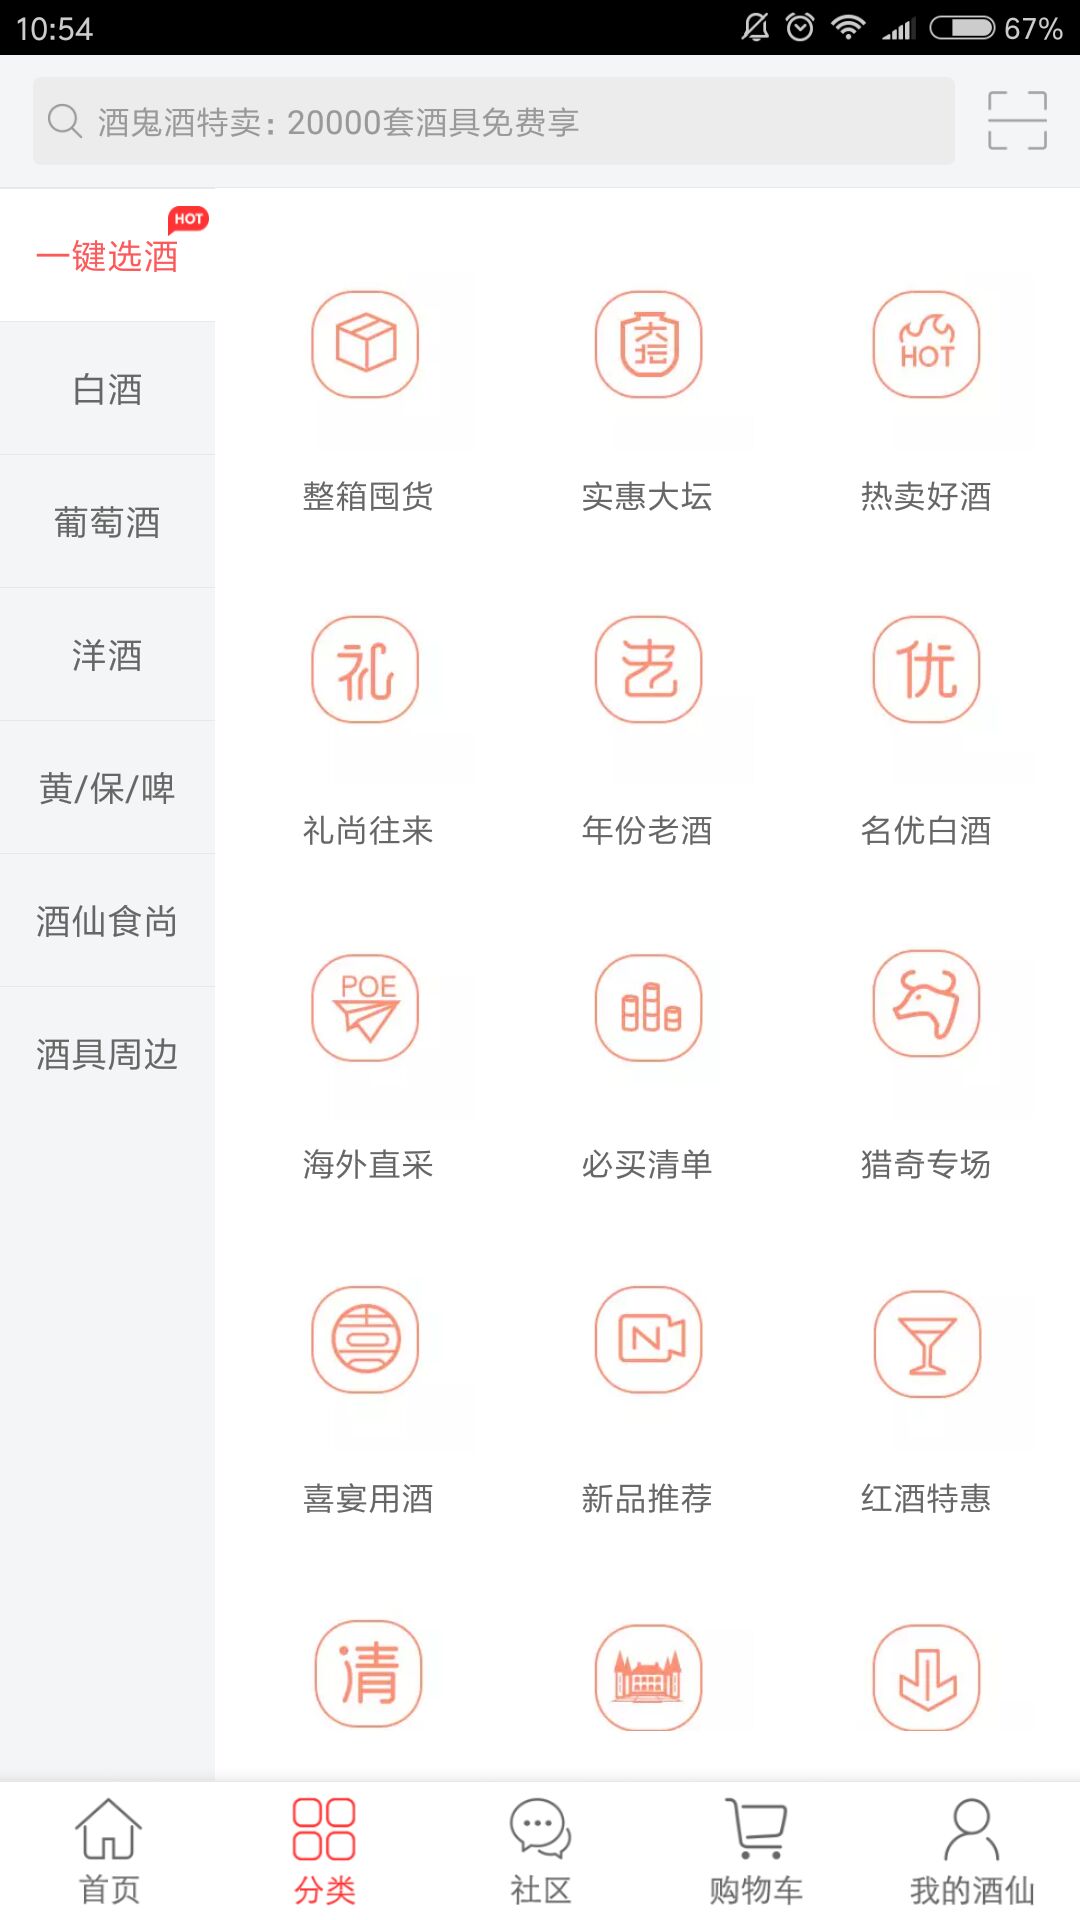 10:54
67%
酒鬼酒特卖：20000套酒具免费享
HOT
一键选酒
白酒
葡萄酒
洋酒
黄/保/啤
酒仙食尚
酒具周边
大坛
HOT
整箱囤货
实惠大坛
热卖好酒
礼
老
优
礼尚往来
年份老酒
名优白酒
POE
海外直采
必买清单
猎奇专场
喜
N
喜宴用酒
新品推荐
红酒特惠
清
首页
分类
社区
购物车
我的酒仙